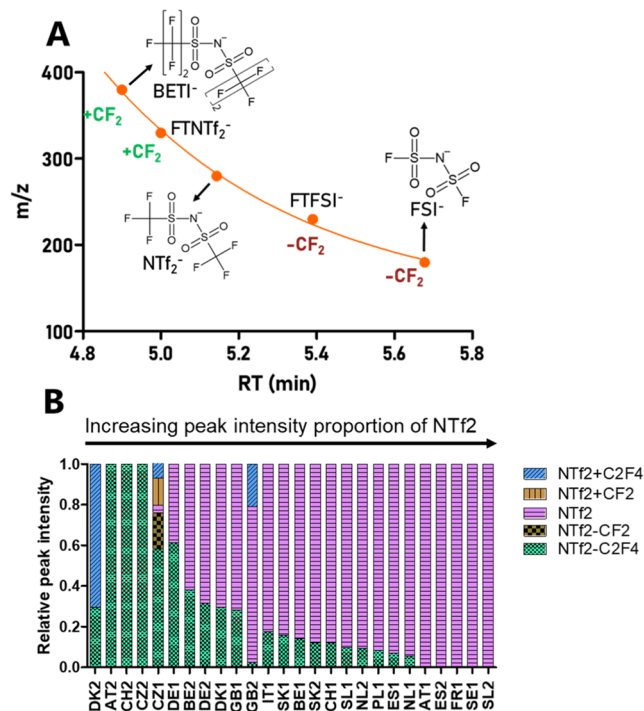 A
400
300
200
100
m/z
4.8
5.0
5.2
5.4
5.6
5.8
RT (min)
F
F
F
2
O
O
S
N⁻
S
O
O
F
F
F
2
BETI⁻
+CF₂
FTNTf₂⁻
+CF₂
F
F
F
O
O
S
N⁻
S
O
O
F
F
F
NTf₂⁻
FTFSI⁻
-CF₂
O
F
S
O
N⁻
S
O
O
F
FSI⁻
-CF₂
B
Increasing peak intensity proportion of NTf2
Relative peak intensity
1.0
0.8
0.6
0.4
0.2
0.0
DK2
AT2
CH2
CZ2
CZ1
DE1
BE2
DE2
DK1
GB1
GB2
IT1
SK1
BE1
SK2
CH1
SL1
NL2
PL1
ES1
NL1
AT1
ES2
FR1
SE1
SL2
NTf2+C2F4
NTf2+CF2
NTf2
NTf2-CF2
NTf2-C2F4